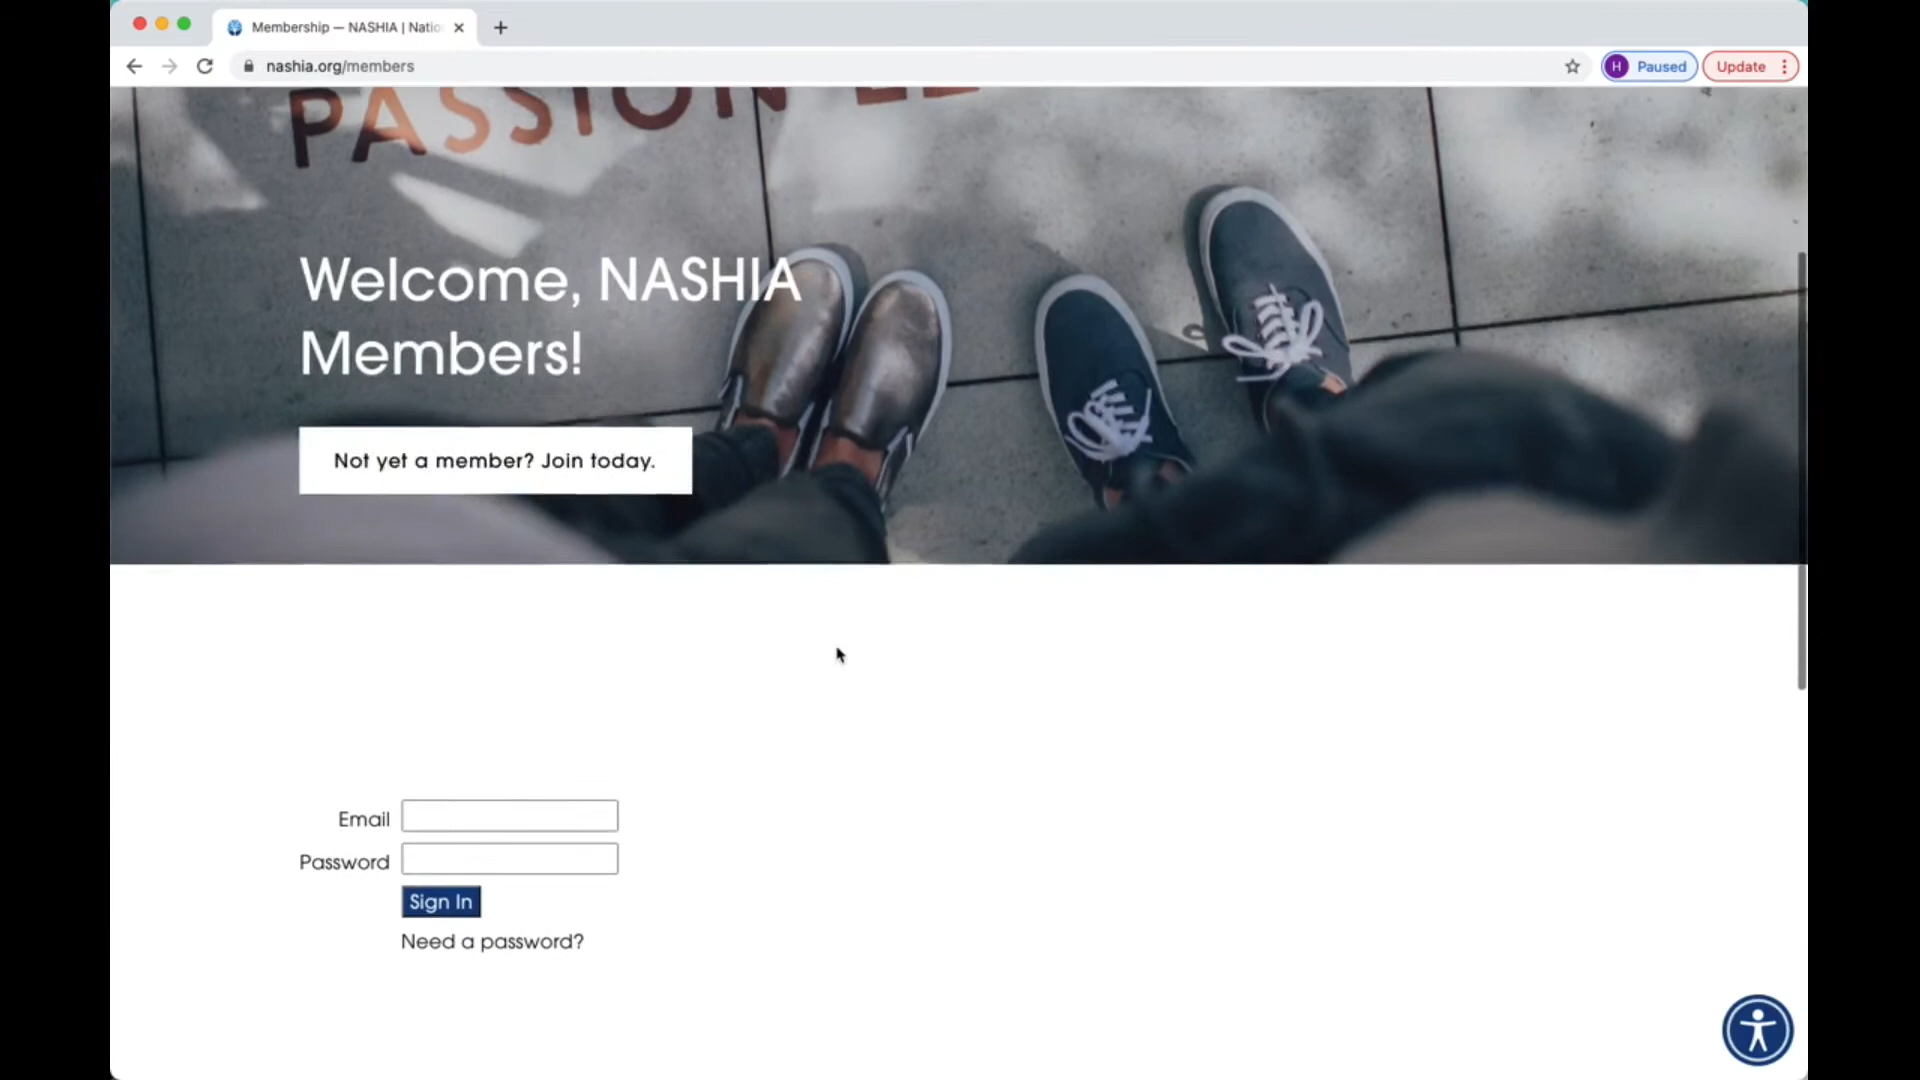 Membership — NASHIA | Natio
nashia.org/members
H Paused
Update
PASSION
Welcome, NASHIA
Members!
Not yet a member? Join today.
Email
Password
Sign In
Need a password?